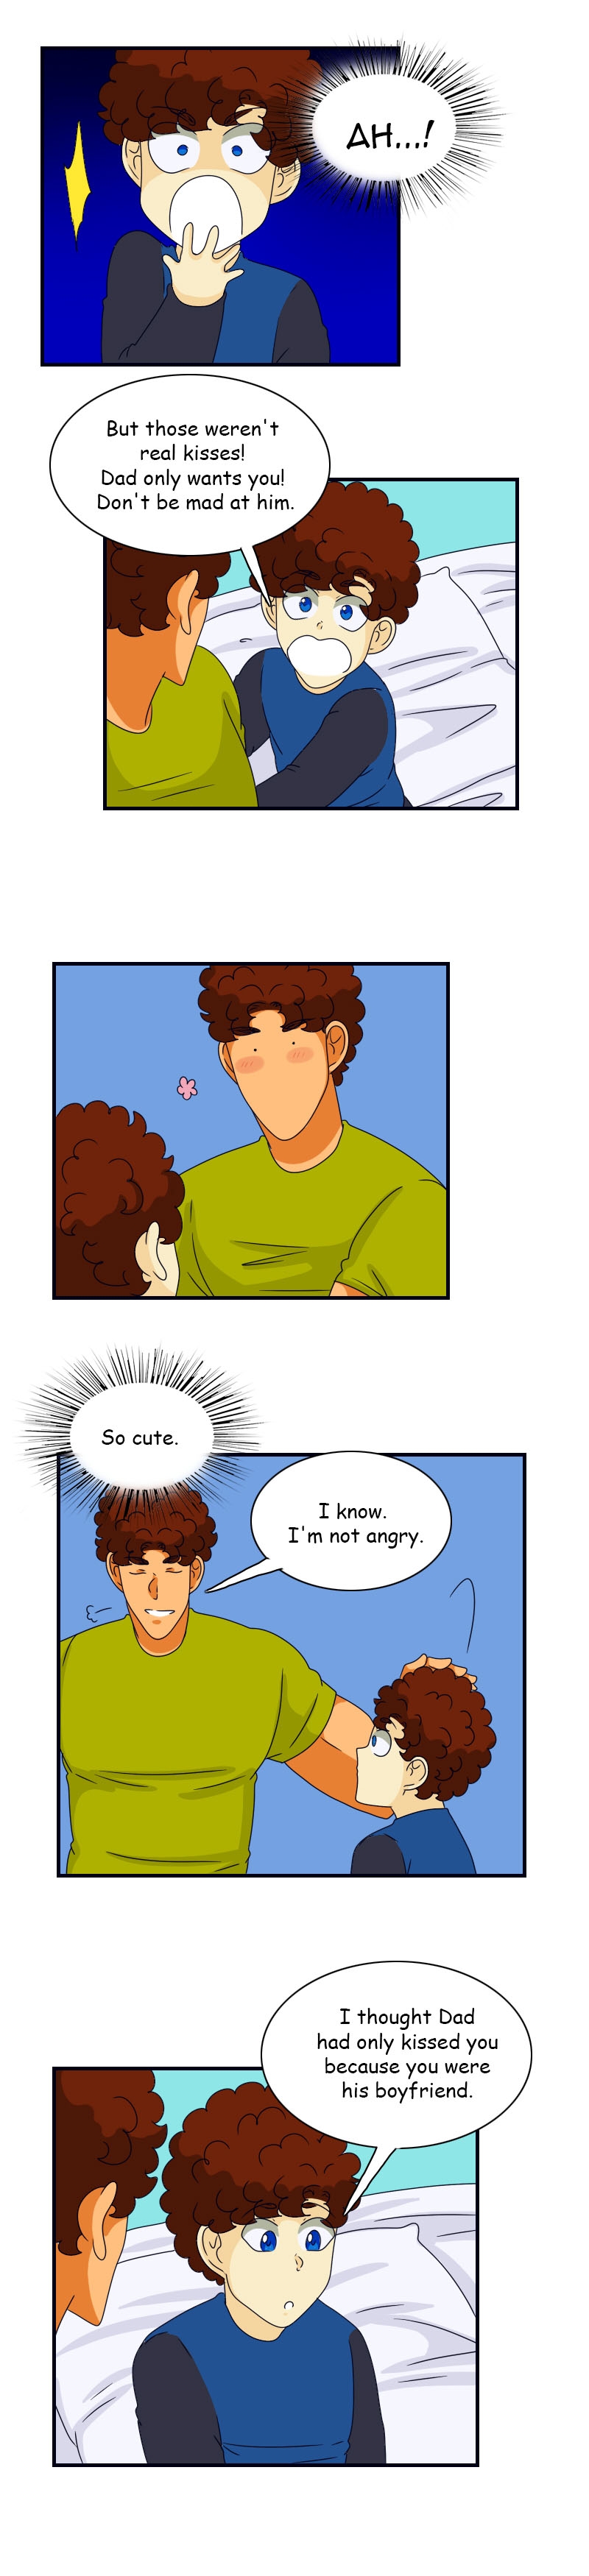 AH...!
But those weren't
real kisses!
Dad only wants you!
Don't be mad at him.
So cute.
I know.
I'm not angry.
I thought Dad
had only kissed you
because you were
his boyfriend.